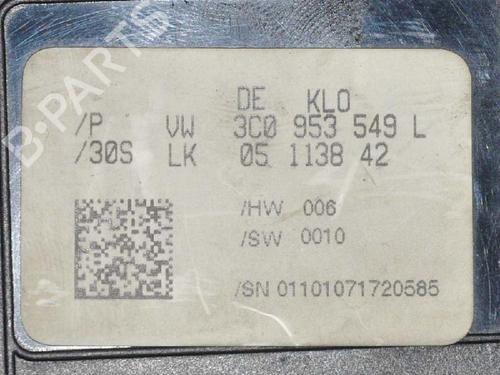 B-PARTS
DE KLO
/P VW 3C0 953 549 L
/30S LK 05 1138 42
/HW 006
/SW 0010
/SN 01101071720585